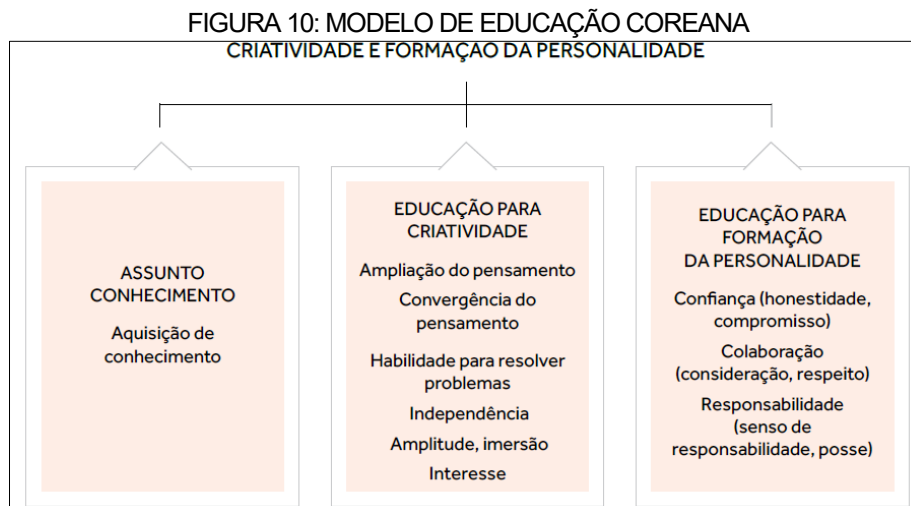 FIGURA 10: MODELO DE EDUCAÇÃO COREANA
CRIATIVIDADE E FORMAÇÃO DA PERSONALIDADE
ASSUNTO
CONHECIMENTO
Aquisição de
conhecimento
EDUCAÇÃO PARA
CRIATIVIDADE
Ampliação do pensamento
Convergência do
pensamento
Habilidade para resolver
problemas
Independência
Amplitude, imersão
Interesse
EDUCAÇÃO PARA
FORMAÇÃO
DA PERSONALIDADE
Confiança (honestidade,
compromisso)
Colaboração
(consideração, respeito)
Responsabilidade
(senso de
responsabilidade, posse)